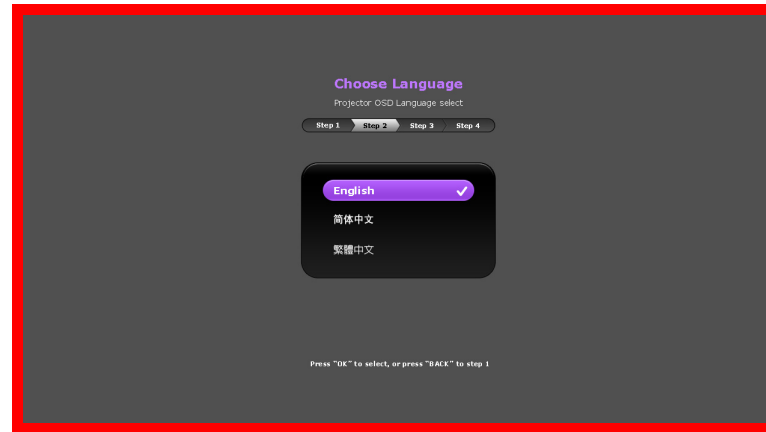 Choose Language
Projector OSD Language select
Step 1 Step 2 Step 3 Step 4
English
简体中文
繁體中文
Press "OK" to select, or press "BACK" to step 1